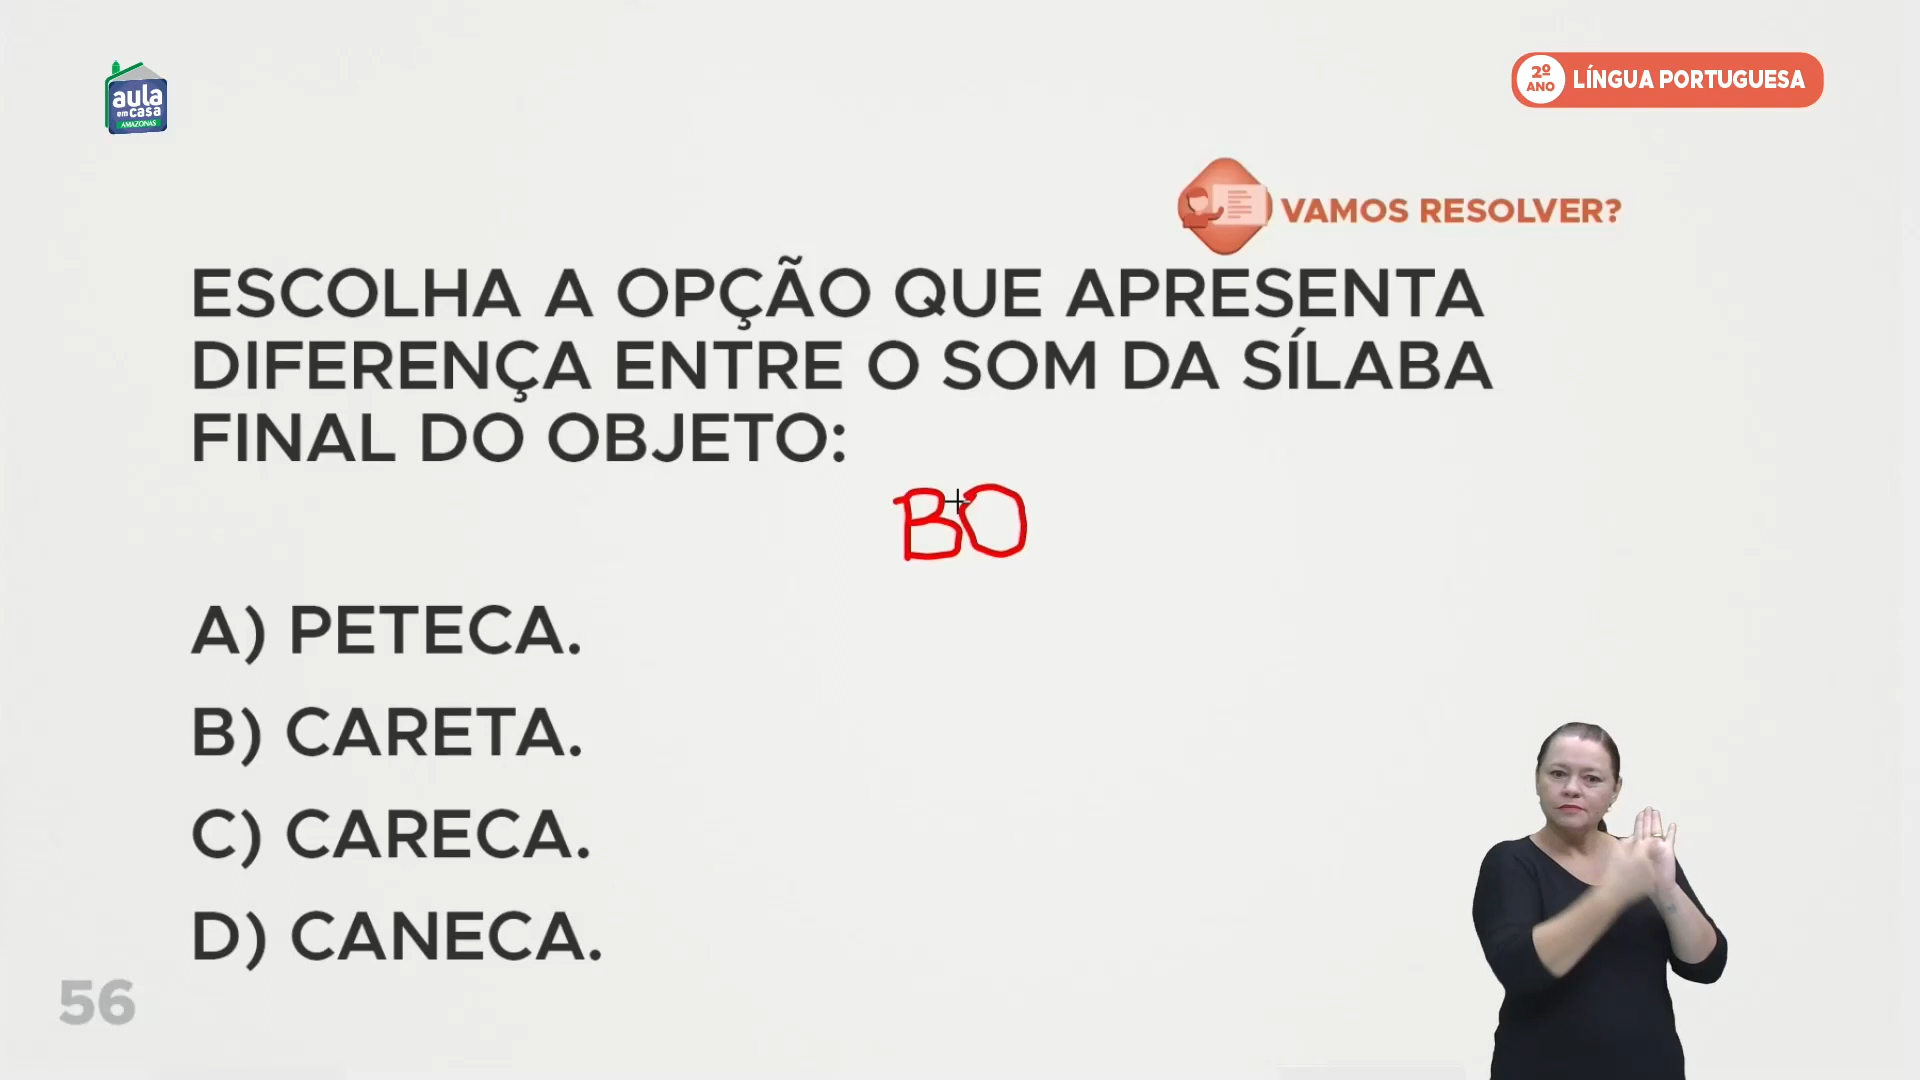 aula
em casa
AMAZONAS
2º
ANO
LÍNGUA PORTUGUESA
VAMOS RESOLVER?
ESCOLHA A OPÇÃO QUE APRESENTA
DIFERENÇA ENTRE O SOM DA SÍLABA
FINAL DO OBJETO:
BO
A) PETECA.
B) CARETA.
C) CARECA.
D) CANECA.
56